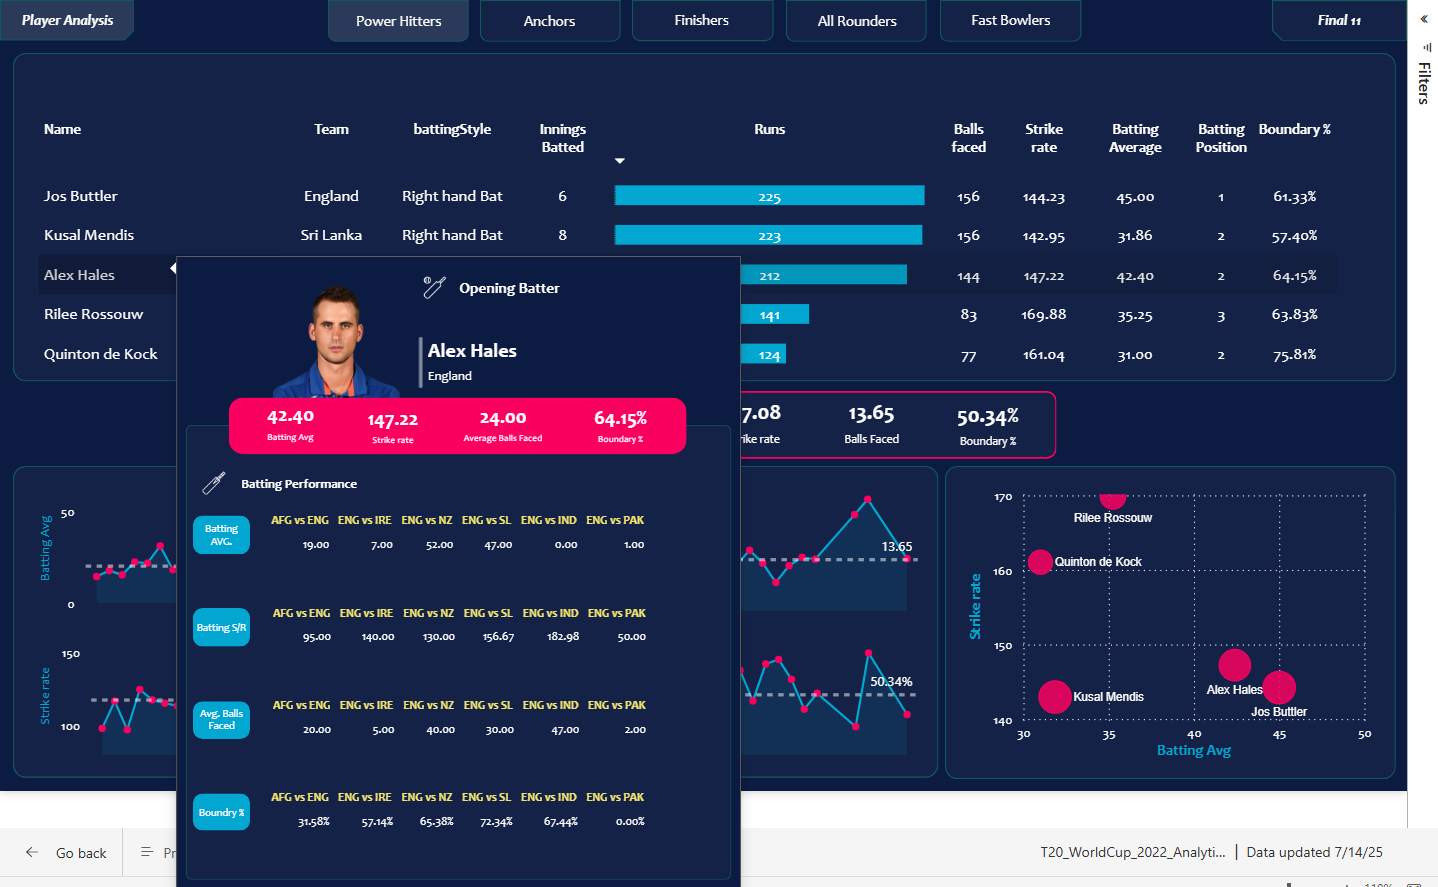 Player Analysis
Power Hitters
Anchors
Finishers
All Rounders
Fast Bowlers
Final 11
Filters
Name Team battingStyle Innings Batted Runs Balls faced Strike rate Batting Average Batting Position Boundary %
Jos Buttler England Right hand Bat 6 225 156 144.23 45.00 1 61.33%
Kusal Mendis Sri Lanka Right hand Bat 8 223 156 142.95 31.86 2 57.40%
Alex Hales 212 144 147.22 42.40 2 64.15%
Rilee Rossouw 141 83 169.88 35.25 3 63.83%
Quinton de Kock 124 77 161.04 31.00 2 75.81%
Opening Batter
Alex Hales
England
42.40 147.22 24.00 64.15%
Batting Avg Strike rate Average Balls Faced Boundary %
7.08 13.65 50.34%
rate Balls Faced Boundary %
Batting Performance
Batting AVG.
AFG vs ENG ENG vs IRE ENG vs NZ ENG vs SL ENG vs IND ENG vs PAK
19.00 7.00 52.00 47.00 0.00 1.00
Batting S/R
AFG vs ENG ENG vs IRE ENG vs NZ ENG vs SL ENG vs IND ENG vs PAK
95.00 140.00 130.00 156.67 182.98 50.00
Avg. Balls Faced
AFG vs ENG ENG vs IRE ENG vs NZ ENG vs SL ENG vs IND ENG vs PAK
20.00 5.00 40.00 30.00 47.00 2.00
Boundry %
AFG vs ENG ENG vs IRE ENG vs NZ ENG vs SL ENG vs IND ENG vs PAK
31.58% 57.14% 65.38% 72.34% 67.44% 0.00%
Batting Avg
50
0
Strike rate
150
100
13.65
50.34%
Strike rate
170
160
150
140
30 35 40 45 50
Batting Avg
Rilee Rossouw
Quinton de Kock
Alex Hales
Kusal Mendis
Jos Buttler
Go back
T20_WorldCup_2022_Analyti... | Data updated 7/14/25